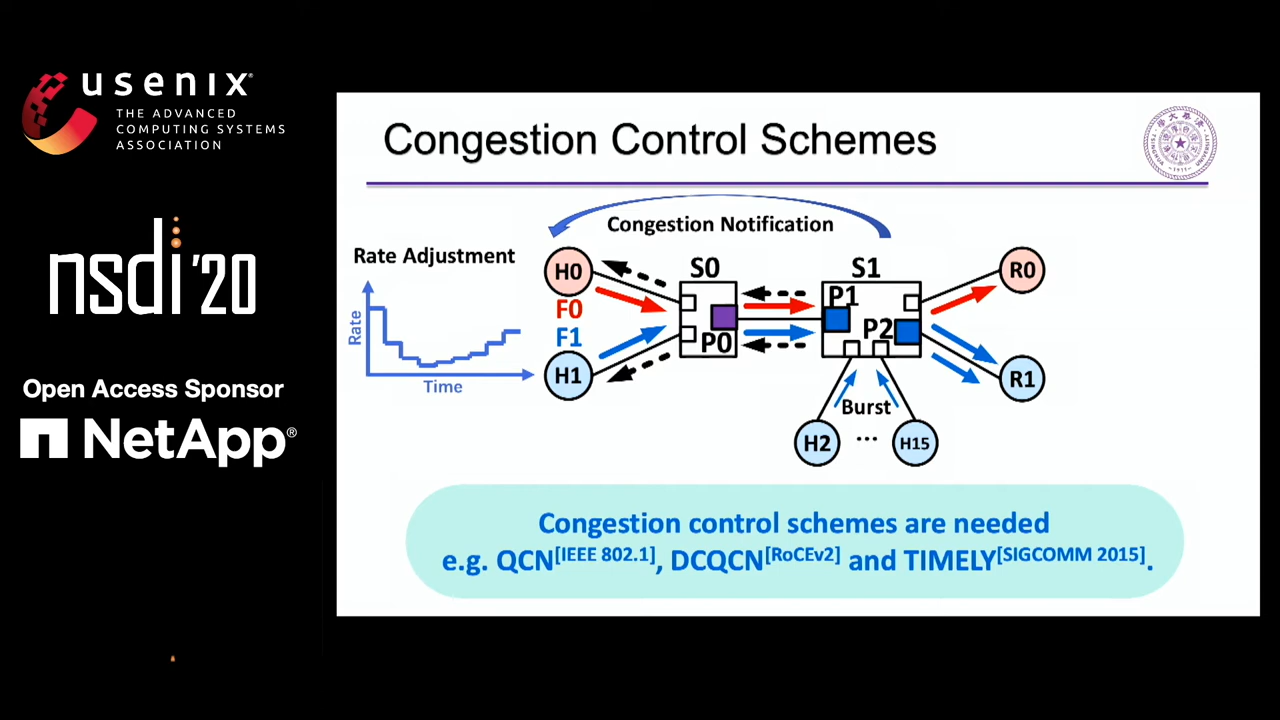 usenix®
THE ADVANCED
COMPUTING SYSTEMS
ASSOCIATION
nsdi '20
Open Access Sponsor
NetApp®
Congestion Control Schemes
Congestion Notification
Rate Adjustment
Rate
Time
H0
F0
F1
H1
S0
P0
S1
P1
P2
R0
R1
Burst
H2
...
H15
Congestion control schemes are needed
e.g. QCN[IEEE 802.1], DCQCN[RoCEv2] and TIMELY[SIGCOMM 2015].